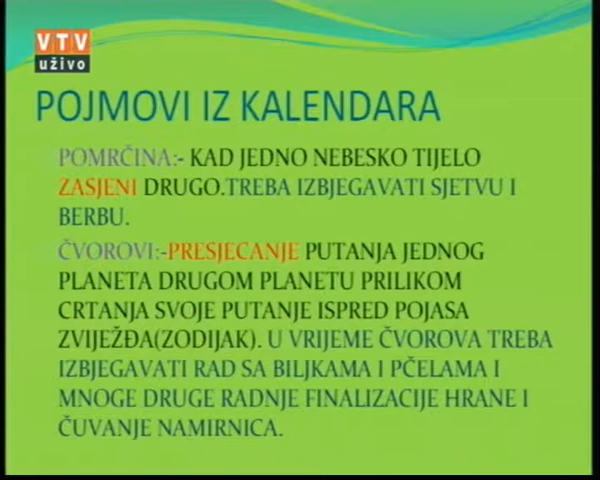 VTV
uživo
POJMOVI IZ KALENDARA
POMRČINA:- KAD JEDNO NEBESKO TIJELO
ZASJENI DRUGO.TREBA IZBJEGAVATI SJETVU I
BERBU.
ČVOROVI:-PRESJECANJE PUTANJA JEDNOG
PLANETA DRUGOM PLANETU PRILIKOM
CRTANJA SVOJE PUTANJE ISPRED POJASA
ZVIJEŽĐA(ZODIJAK). U VRIJEME ČVOROVA TREBA
IZBJEGAVATI RAD SA BILJKAMA I PČELAMA I
MNOGE DRUGE RADNJE FINALIZACIJE HRANE I
ČUVANJE NAMIRNICA.